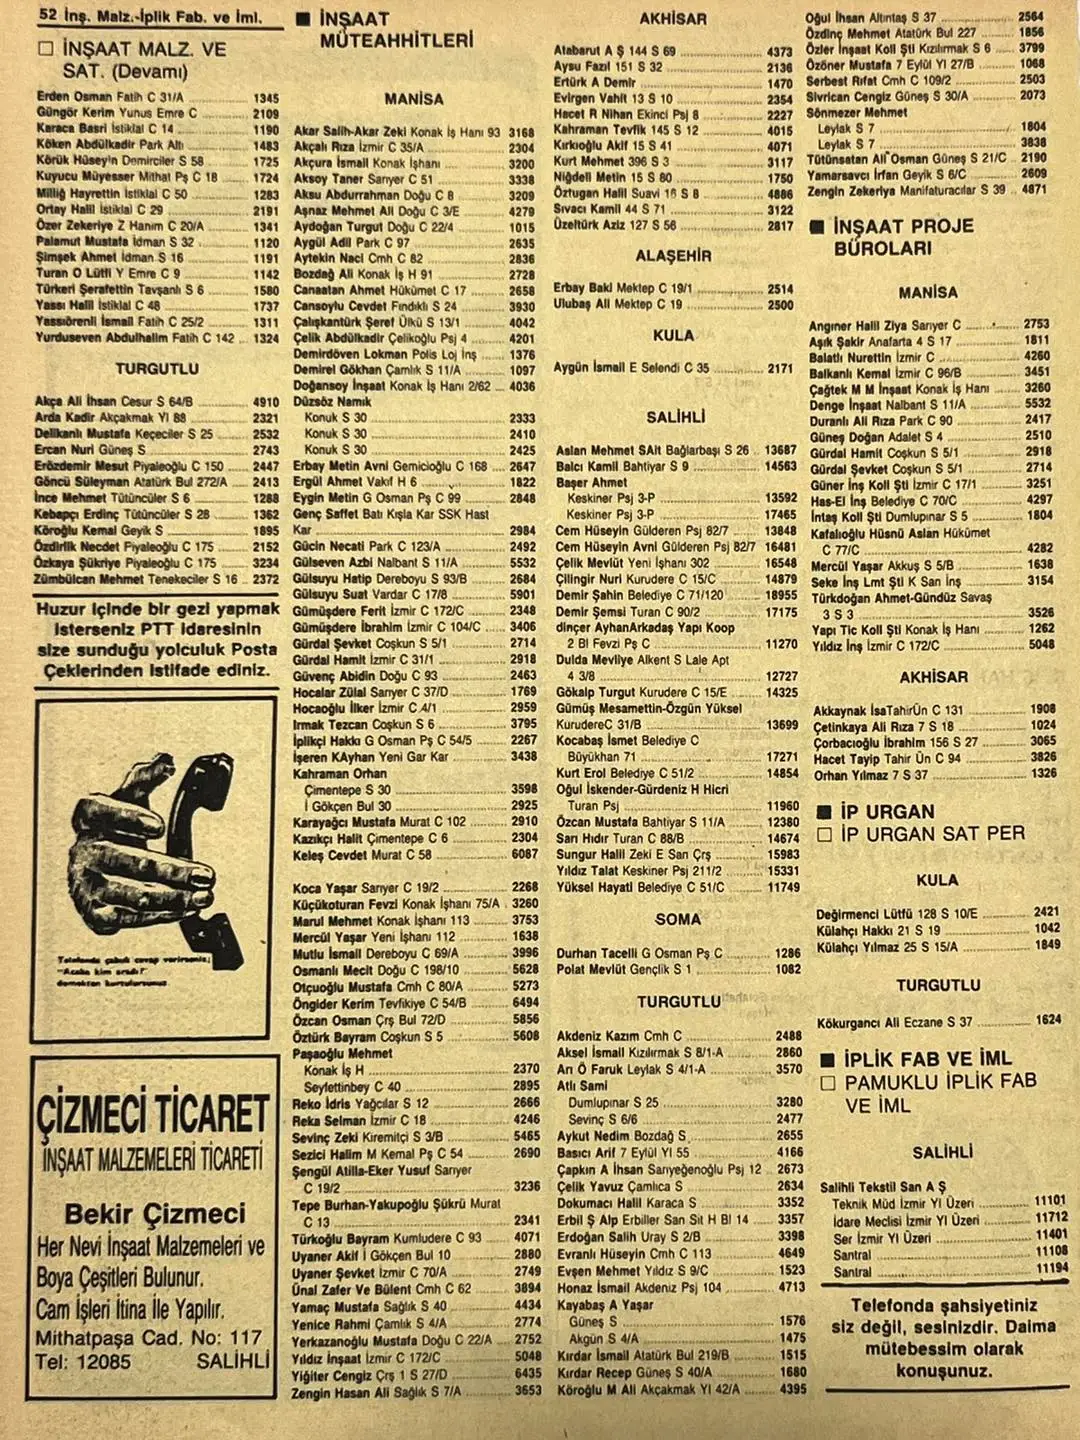 52 İnş. Malz.-İplik Fab. ve İml.
□ İNŞAAT MALZ. VE
SAT. (Devamı)
Erden Osman Fatih C 31/A 1345
Güngör Kerim Yunus Emre C 2109
Karaca Basri İstiklal C 14 1190
Köken Abdülkadir Park Altı 1483
Körük Hüseyin Demirciler S 58 1725
Kuyucu Müyesser Mithat Pş C 18 1724
Milliğ Hayrettin İstiklal C 50 1283
Ortay Halil İstiklal C 29 2191
Özer Zekeriye Z Hanım C 20/A 1341
Palamut Mustafa İdman S 32 1120
Şimşek Ahmet İdman S 16 1191
Turan O Lütfi Y Emre C 9 1142
Türkeri Şerafettin Tavşanlı S 6 1580
Yassı Halil İstiklal C 48 1737
Yassıörenli İsmail Fatih C 25/2 1311
Yurduseven Abdulhalim Fatih C 142 1324
TURGUTLU
Akça Ali İhsan Cesur S 64/B 4910
Arda Kadir Akçakmak Yl 88 2321
Delikanlı Mustafa Keçeciler S 25 2532
Ercan Nuri Güneş S 2743
Erözdemir Mesut Piyaleoğlu C 150 2447
Göncü Süleyman Atatürk Bul 272/A 2413
İnce Mehmet Tütüncüler S 6 1288
Kebapçı Erdinç Tütüncüler S 28 1362
Köroğlu Kemal Geyik S 1895
Özdirlik Necdet Piyaleoğlu C 175 2152
Özkaya Şükriye Piyaleoğlu C 175 3234
Zümbülcan Mehmet Tenekeciler S 16 2372
Huzur içinde bir gezi yapmak
isterseniz PTT idaresinin
size sunduğu yolculuk Posta
Çeklerinden istifade ediniz.
Telefonda çabuk cevap verirseniz;
"Acaba kim aradı?"
demekten kurtulursunuz.
ÇİZMECİ TİCARET
İNŞAAT MALZEMELERİ TİCARETİ
Bekir Çizmeci
Her Nevi İnşaat Malzemeleri ve
Boya Çeşitleri Bulunur.
Cam İşleri İtina İle Yapılır.
Mithatpaşa Cad. No: 117
Tel: 12085 SALİHLİ
■ İNŞAAT
MÜTEAHHİTLERİ
MANİSA
Akar Salih-Akar Zeki Konak İş Hanı 93 3168
Akçalı Rıza İzmir C 35/A 2304
Akçura İsmail Konak İşhanı 3200
Aksoy Taner Sarıyer C 51 3338
Aksu Abdurrahman Doğu C 8 3209
Aşnaz Mehmet Ali Doğu C 3/E 4279
Aydoğan Turgut Doğu C 22/4 1015
Aygül Adil Park C 97 2635
Aytekin Naci Cmh C 82 2836
Bozdağ Ali Konak İş H 91 2728
Canaatan Ahmet Hükümet C 17 2658
Cansoylu Cevdet Fındıklı S 24 3930
Çalışkantürk Şeref Ülkü S 13/1 4042
Çelik Abdülkadir Çelikoğlu Psj 4 4201
Demirdöven Lokman Polis Loj İnş 1376
Demirel Gökhan Çamlık S 11/A 1097
Doğansoy İnşaat Konak İş Hanı 2/62 4036
Düzsöz Namık
Konuk S 30 2333
Konuk S 30 2410
Konuk S 30 2425
Erbay Metin Avni Gemicioğlu C 168 2647
Ergül Ahmet Vakıf H 6 1822
Eygin Metin G Osman Pş C 99 2848
Genç Saffet Batı Kışla Kar SSK Hast
Kar 2984
Gücin Necati Park C 123/A 2492
Gülseven Azbi Nalbant S 11/A 5532
Gülsuyu Hatip Dereboyu S 93/B 2684
Gülsuyu Suat Vardar C 17/8 5901
Gümüşdere Ferit İzmir C 172/C 2348
Gümüşdere İbrahim İzmir C 104/C 3406
Gürdal Şevket Coşkun S 5/1 2714
Gürdal Hamit İzmir C 31/1 2918
Güvenç Abidin Doğu C 93 2463
Hocalar Zülal Sarıyer C 37/D 1769
Hocaoğlu İlker İzmir C 4/1 2959
Irmak Tezcan Coşkun S 6 3795
İplikçi Hakkı G Osman Pş C 54/5 2267
İşeren KAyhan Yeni Gar Kar 3438
Kahraman Orhan
Çimentepe S 30 3598
İ Gökçen Bul 30 2925
Karayağcı Mustafa Murat C 102 2910
Kazıkçı Halit Çimentepe C 6 2304
Keleş Cevdet Murat C 58 6087
Koca Yaşar Sarıyer C 19/2 2268
Küçükoturan Fevzi Konak İşhanı 75/A 3260
Marul Mehmet Konak İşhanı 113 3753
Mercül Yaşar Yeni İşhanı 112 1638
Mutlu İsmail Dereboyu C 69/A 3996
Osmanlı Mecit Doğu C 198/10 5628
Otçuoğlu Mustafa Cmh C 80/A 5273
Öngider Kerim Tevfikiye C 54/B 6494
Özcan Osman Çrş Bul 72/D 5856
Öztürk Bayram Coşkun S 5 5608
Paşaoğlu Mehmet
Konak İş H 2370
Seylettinbey C 40 2895
Reko İdris Yağcılar S 12 2666
Reka Selman İzmir C 18 4246
Sevinç Zeki Kiremitçi S 3/B 5465
Sezici Halim M Kemal Pş C 54 2690
Şengül Atilla-Eker Yusuf Sarıyer
C 19/2 3236
Tepe Burhan-Yakupoğlu Şükrü Murat
C 13 2341
Türkoğlu Bayram Kumludere C 93 4071
Uyaner Akif İ Gökçen Bul 10 2880
Uyaner Şevket İzmir C 70/A 2749
Ünal Zafer Ve Bülent Cmh C 62 3894
Yamaç Mustafa Sağlık S 40 4434
Yenice Rahmi Çamlık S 4/A 2774
Yerkazanoğlu Mustafa Doğu C 22/A 2752
Yıldız İnşaat İzmir C 172/C 5048
Yiğiter Cengiz Çrş 1 S 27/D 6435
Zengin Hasan Ali Sağlık S 7/A 3653
AKHİSAR
Atabarut A Ş 144 S 69 4373
Aysu Fazıl 151 S 32 2136
Ertürk A Demir 1470
Evirgen Vahit 13 S 10 2354
Hacet R Nihan Ekinci Psj 8 2227
Kahraman Tevfik 145 S 12 4015
Kırkıoğlu Akif 15 S 41 4071
Kurt Mehmet 396 S 3 3117
Niğdeli Metin 15 S 80 1750
Öztugan Halil Suavi 16 S 8 4886
Sıvacı Kamil 44 S 71 3122
Üzeltürk Aziz 127 S 56 2817
ALAŞEHİR
Erbay Baki Mektep C 19/1 2514
Ulubaş Ali Mektep C 19 2500
KULA
Aygün İsmail E Selendi C 35 2171
SALİHLİ
Aslan Mehmet SAit Bağlarbaşı S 26 13687
Balcı Kamil Bahtiyar S 9 14563
Başer Ahmet
Keskiner Psj 3-P 13592
Keskiner Psj 3-P 17465
Cem Hüseyin Gülderen Psj 82/7 13848
Cem Hüseyin Avni Gülderen Psj 82/7 16481
Çelik Mevlüt Yeni İşhanı 302 16548
Çilingir Nuri Kurudere C 15/C 14879
Demir Şahin Belediye C 71/120 18955
Demir Şemsi Turan C 90/2 17175
dinçer AyhanArkadaş Yapı Koop
2 Bl Fevzi Pş C 11270
Dulda Mevliye Alkent S Lale Apt
4 3/8 12727
Gökalp Turgut Kurudere C 15/E 14325
Gümüş Mesamettin-Özgün Yüksel
KurudereC 31/B 13699
Kocabaş İsmet Belediye C
Büyükhan 71 17271
Kurt Erol Belediye C 51/2 14854
Oğul İskender-Gürdeniz H Hicri
Turan Psj 11960
Özcan Mustafa Bahtiyar S 11/A 12380
Sarı Hıdır Turan C 88/B 14674
Sungur Halil Zeki E San Çrş 15983
Yıldız Talat Keskiner Psj 211/2 15331
Yüksel Hayati Belediye C 51/C 11749
SOMA
Durhan Tacelli G Osman Pş C 1286
Polat Mevlüt Gençlik S 1 1082
TURGUTLU
Akdeniz Kazım Cmh C 2488
Aksel İsmail Kızılırmak S 8/1-A 2860
Arı Ö Faruk Leylak S 4/1-A 3570
Atlı Sami
Dumlupınar S 25 3280
Sevinç S 6/6 2477
Aykut Nedim Bozdağ S 2655
Basıcı Arif 7 Eylül Yl 55 4166
Çapkın A İhsan Sarıyeğenoğlu Psj 12 2673
Çelik Yavuz Çamlıca S 2634
Dokumacı Halil Karaca S 3352
Erbil Ş Alp Erbiller San Sit H Bl 14 3357
Erdoğan Salih Uray S 2/B 3398
Evranlı Hüseyin Cmh C 113 4649
Evşen Mehmet Yıldız S 9/C 1523
Honaz İsmail Akdeniz Psj 104 4713
Kayabaş A Yaşar
Güneş S 1576
Akgün S 4/A 1475
Kırdar İsmail Atatürk Bul 219/B 1515
Kırdar Recep Güneş S 40/A 1680
Köroğlu M Ali Akçakmak Yl 42/A 4395
Oğul İhsan Altıntaş S 37 2564
Özdinç Mehmet Atatürk Bul 227 1856
Özler İnşaat Koll Şti Kızılırmak S 6 3799
Özöner Mustafa 7 Eylül Yl 27/B 1068
Serbest Rıfat Cmh C 109/2 2503
Sivrican Cengiz Güneş S 30/A 2073
Sönmezer Mehmet
Leylak S 7 1804
Leylak S 7 3838
Tütünsatan Ali Osman Güneş S 21/C 2190
Yamarsavcı İrfan Geyik S 6/C 2609
Zengin Zekeriya Manifaturacılar S 39 4871
■ İNŞAAT PROJE
BÜROLARI
MANİSA
Angıner Halil Ziya Sarıyer C 2753
Aşık Şakir Anafarta 4 S 17 1811
Balatlı Nurettin İzmir C 4260
Balkanlı Kemal İzmir C 96/B 3451
Çağtek M M İnşaat Konak İş Hanı 3260
Denge İnşaat Nalbant S 11/A 5532
Duranlı Ali Rıza Park C 90 2417
Güneş Doğan Adalet S 4 2510
Gürdal Hamit Coşkun S 5/1 2918
Gürdal Şevket Coşkun S 5/1 2714
Güner İnş Koll Şti İzmir C 17/1 3251
Has-El İnş Belediye C 70/C 4297
İntaş Koll Şti Dumlupınar S 5 1804
Kafalıoğlu Hüsnü Aslan Hükümet
C 77/C 4282
Mercül Yaşar Akkuş S 5/B 1638
Seke İnş Lmt Şti K San İnş 3154
Türkdoğan Ahmet-Gündüz Savaş
3 S 3 3526
Yapı Tic Koll Şti Konak İş Hanı 1262
Yıldız İnş İzmir C 172/C 5048
AKHİSAR
Akkaynak İsaTahirÜn C 131 1908
Çetinkaya Ali Rıza 7 S 18 1024
Çorbacıoğlu İbrahim 156 S 27 3065
Hacet Tayip Tahir Ün C 94 3826
Orhan Yılmaz 7 S 37 1326
■ İP URGAN
□ İP URGAN SAT PER
KULA
Değirmenci Lütfü 128 S 10/E 2421
Külahçı Hakkı 21 S 19 1042
Külahçı Yılmaz 25 S 15/A 1849
TURGUTLU
Kökurgancı Ali Eczane S 37 1624
■ İPLİK FAB VE İML
□ PAMUKLU İPLİK FAB
VE İML
SALİHLİ
Salihli Tekstil San A Ş
Teknik Müd İzmir Yl Üzeri 11101
İdare Meclisi İzmir Yl Üzeri 11712
Ser İzmir Yl Üzeri 11401
Santral 11108
Santral 11194
Telefonda şahsiyetiniz
siz değil, sesinizdir. Daima
mütebessim olarak
konuşunuz.